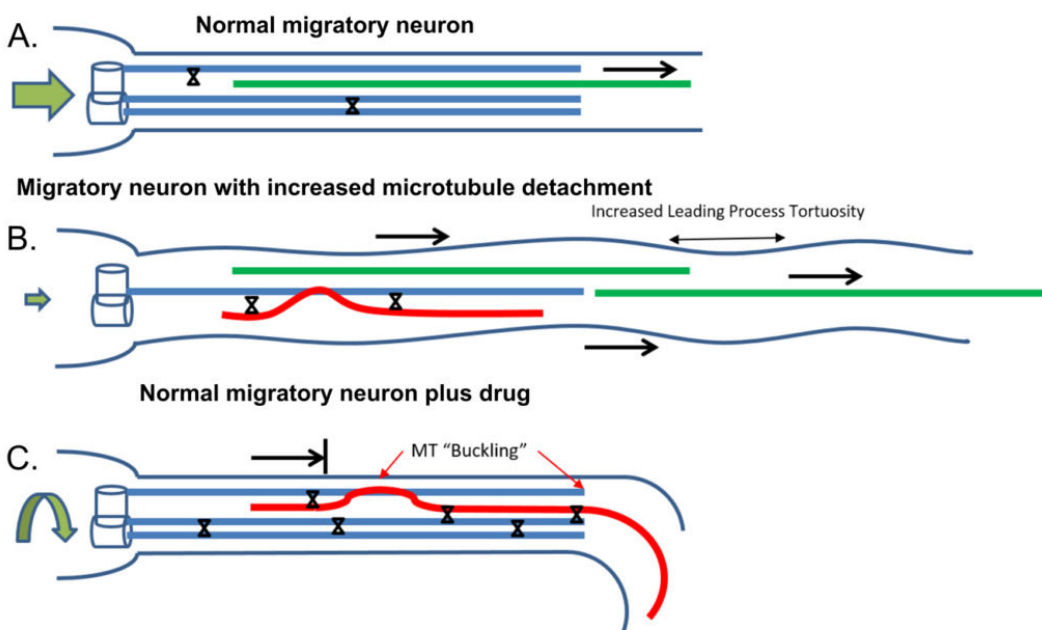 A.
Normal migratory neuron
Migratory neuron with increased microtubule detachment
B.
Increased Leading Process Tortuosity
Normal migratory neuron plus drug
C.
MT “Buckling”